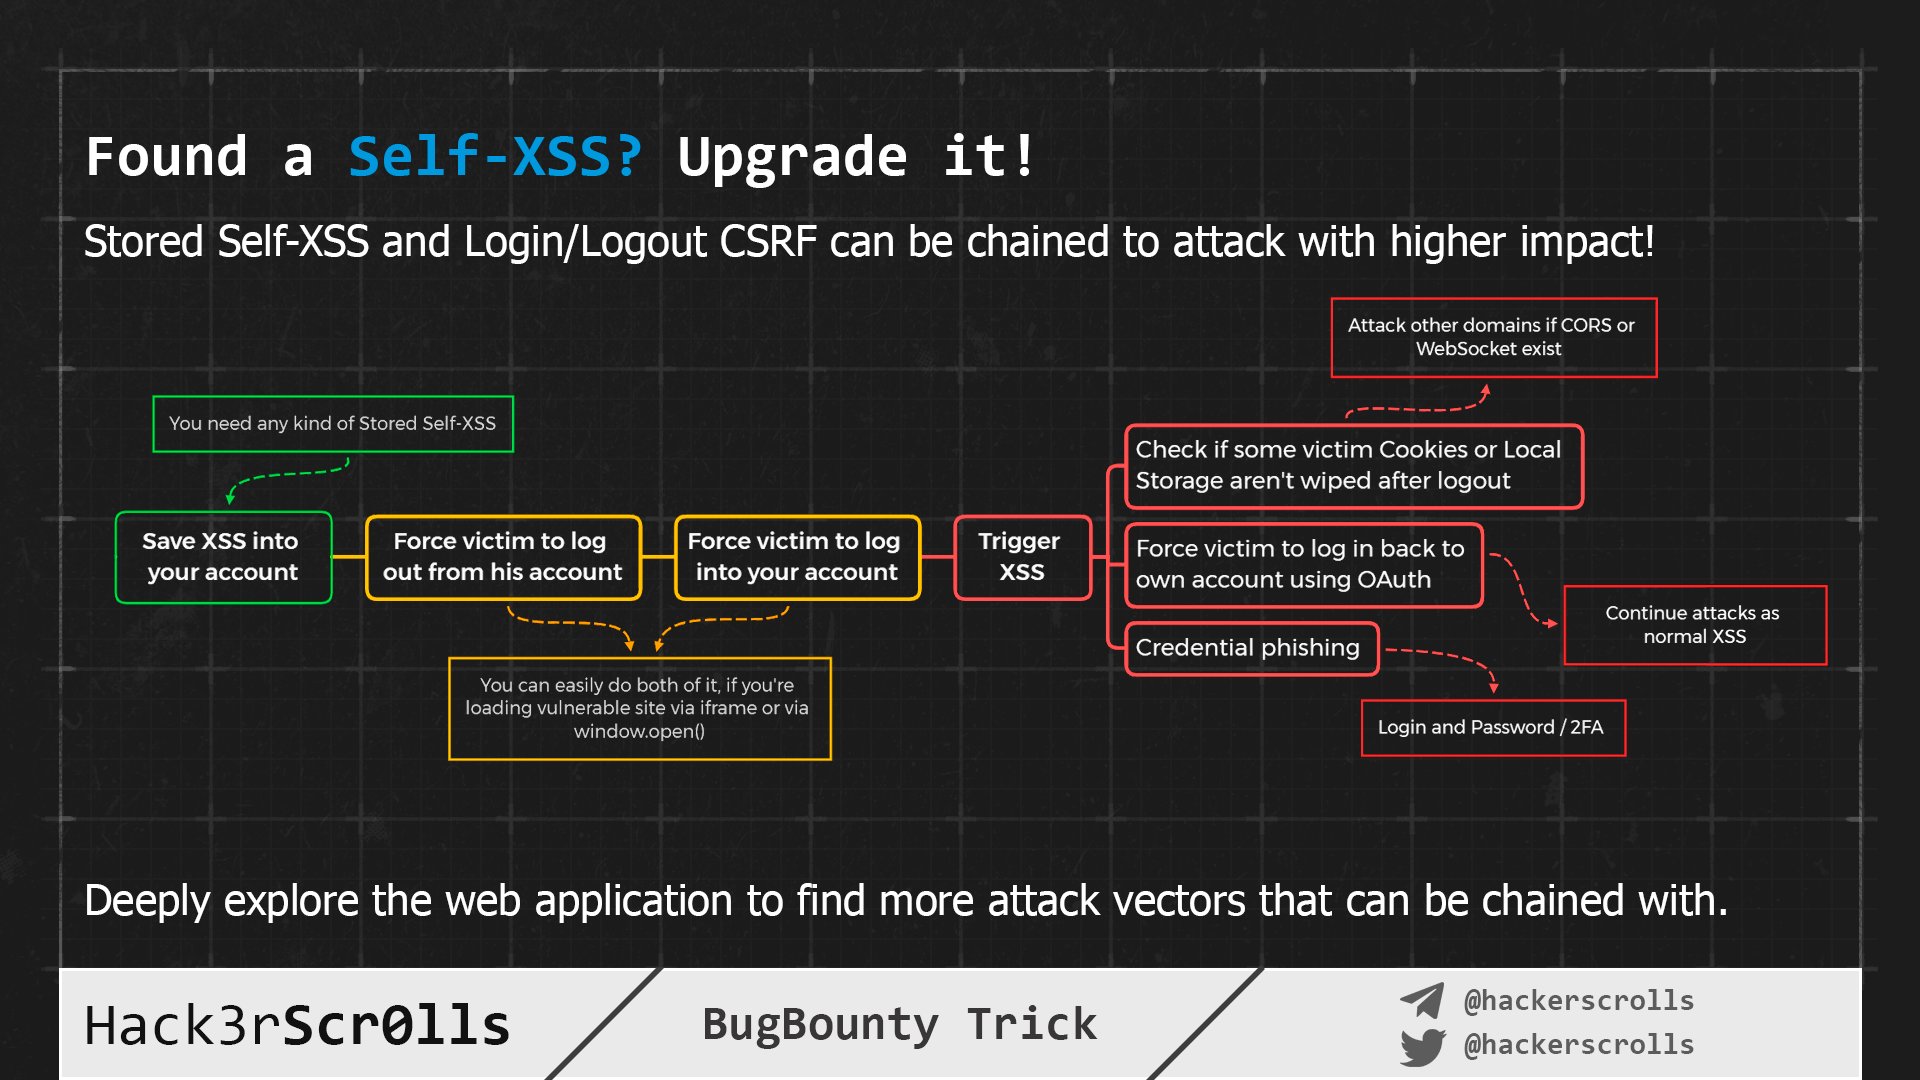 Found a Self-XSS? Upgrade it!
Stored Self-XSS and Login/Logout CSRF can be chained to attack with higher impact!
Attack other domains if CORS or
WebSocket exist
You need any kind of Stored Self-XSS
Check if some victim Cookies or Local
Storage aren't wiped after logout
Save XSS into
your account
Force victim to log
out from his account
Force victim to log
into your account
Trigger
XSS
Force victim to log in back to
own account using OAuth
Continue attacks as
normal XSS
Credential phishing
You can easily do both of it, if you're
loading vulnerable site via iframe or via
window.open()
Login and Password / 2FA
Deeply explore the web application to find more attack vectors that can be chained with.
Hack3rScr0lls
BugBounty Trick
@hackerscrolls
@hackerscrolls